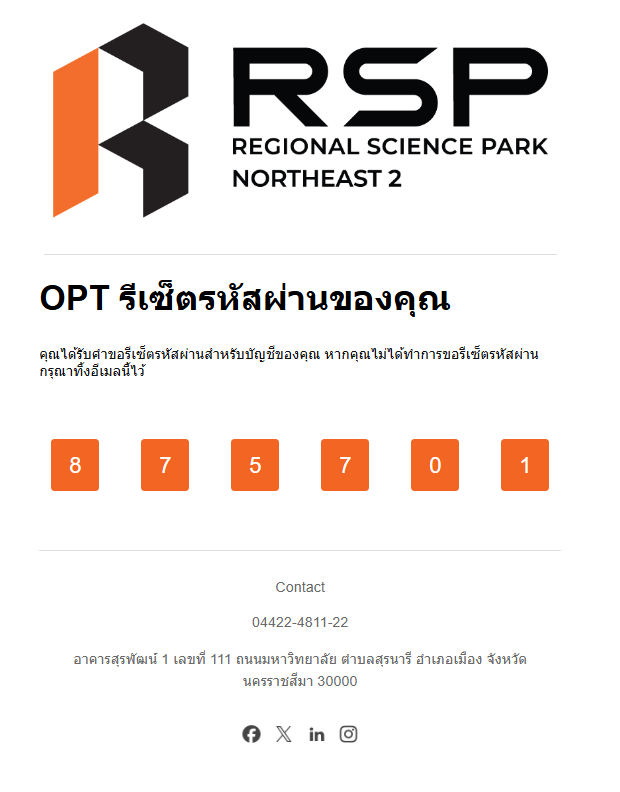 RSP
REGIONAL SCIENCE PARK
NORTHEAST 2
OPT รีเซ็ตรหัสผ่านของคุณ
คุณได้รับคำขอรีเซ็ตรหัสผ่านสำหรับบัญชีของคุณ หากคุณไม่ได้ทำการขอรีเซ็ตรหัสผ่าน
กรุณาทิ้งอีเมลนี้ไว้
8 7 5 7 0 1
Contact
04422-4811-22
อาคารสุรพัฒน์ 1 เลขที่ 111 ถนนมหาวิทยาลัย ตำบลสุรนารี อำเภอเมือง จังหวัด
นครราชสีมา 30000